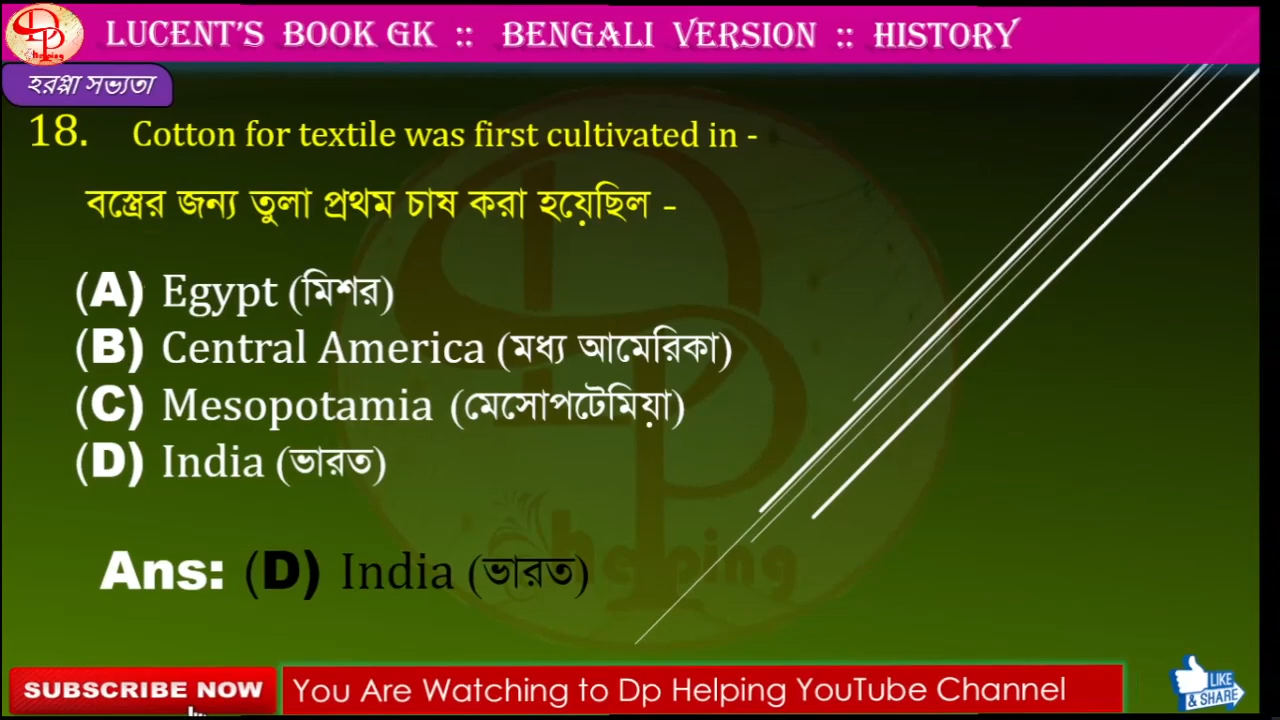 LUCENT'S BOOK GK :: BENGALI VERSION :: HISTORY
হরপ্পা সভ্যতা
18. Cotton for textile was first cultivated in -
বস্ত্রের জন্য তুলা প্রথম চাষ করা হয়েছিল -
(A) Egypt (মিশর)
(B) Central America (মধ্য আমেরিকা)
(C) Mesopotamia (মেসোপটেমিয়া)
(D) India (ভারত)
Ans: (D) India (ভারত)
DP
helping
SUBSCRIBE NOW
You Are Watching to Dp Helping YouTube Channel
LIKE
& SHARE